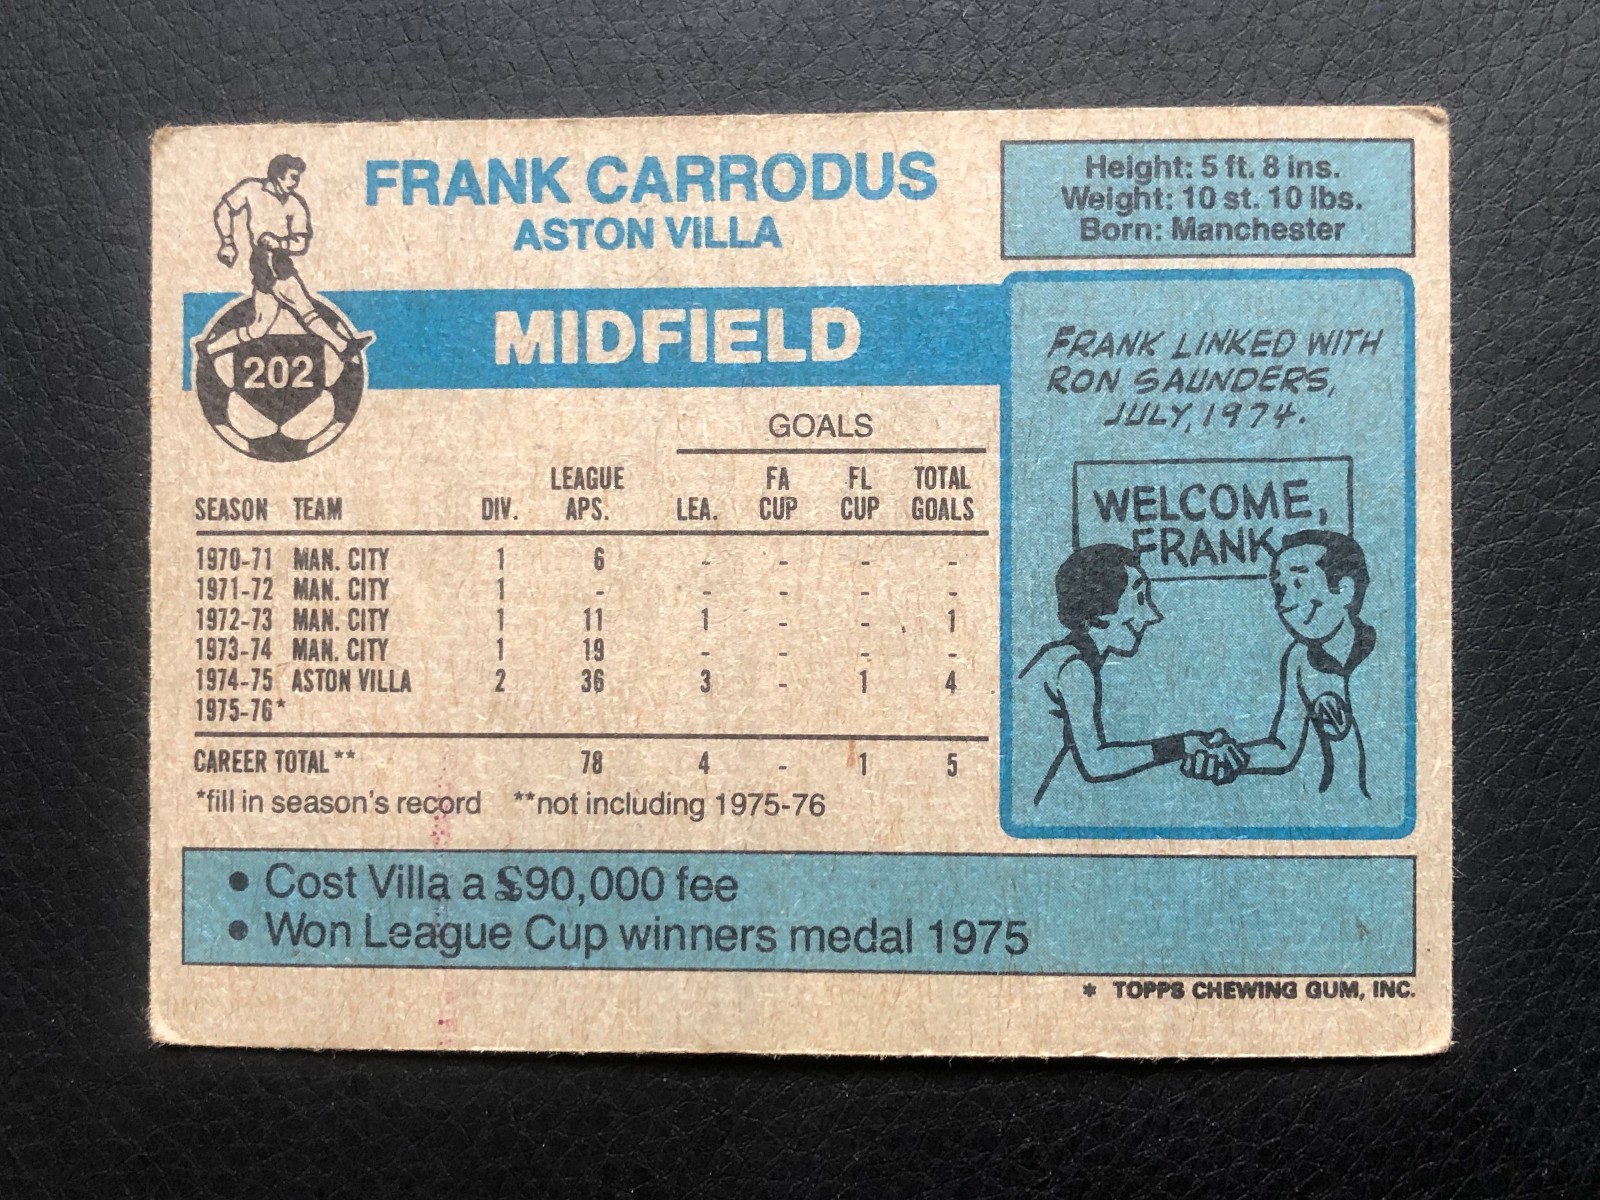 FRANK CARRODUS
ASTON VILLA
Height: 5 ft. 8 ins.
Weight: 10 st. 10 lbs.
Born: Manchester
MIDFIELD
202
FRANK LINKED WITH
RON SAUNDERS,
JULY, 1974.
WELCOME,
FRANK
AV
GOALS
SEASON TEAM DIV. LEAGUE APS. LEA. FA CUP FL CUP TOTAL GOALS
1970-71 MAN. CITY 1 6 - - - -
1971-72 MAN. CITY 1 - - - - -
1972-73 MAN. CITY 1 11 1 - - 1
1973-74 MAN. CITY 1 19 - - - -
1974-75 ASTON VILLA 2 36 3 - 1 4
1975-76*
CAREER TOTAL ** 78 4 - 1 5
*fill in season's record **not including 1975-76
• Cost Villa a £90,000 fee
• Won League Cup winners medal 1975
* TOPPS CHEWING GUM, INC.